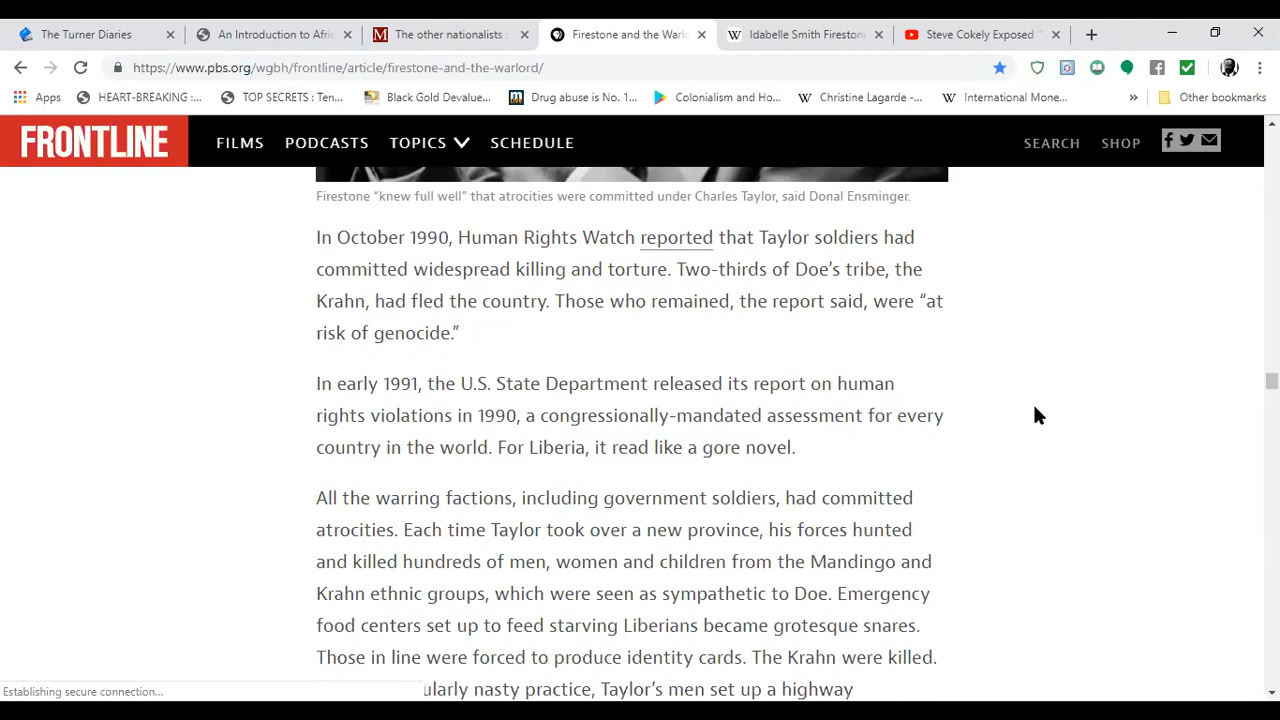 The Turner Diaries
An Introduction to Afri
The other nationalists :
Firestone and the Warlo
Idabelle Smith Firestone
Steve Cokely Exposed "
https://www.pbs.org/wgbh/frontline/article/firestone-and-the-warlord/
Apps
HEART-BREAKING :...
TOP SECRETS : Ten...
Black Gold Devalue...
Drug abuse is No. 1...
Colonialism and Ho...
Christine Lagarde -...
International Mone...
»
Other bookmarks
FRONTLINE
FILMS
PODCASTS
TOPICS
SCHEDULE
SEARCH
SHOP
Firestone “knew full well” that atrocities were committed under Charles Taylor, said Donal Ensminger.
In October 1990, Human Rights Watch reported that Taylor soldiers had
committed widespread killing and torture. Two-thirds of Doe’s tribe, the
Krahn, had fled the country. Those who remained, the report said, were “at
risk of genocide.”
In early 1991, the U.S. State Department released its report on human
rights violations in 1990, a congressionally-mandated assessment for every
country in the world. For Liberia, it read like a gore novel.
All the warring factions, including government soldiers, had committed
atrocities. Each time Taylor took over a new province, his forces hunted
and killed hundreds of men, women and children from the Mandingo and
Krahn ethnic groups, which were seen as sympathetic to Doe. Emergency
food centers set up to feed starving Liberians became grotesque snares.
Those in line were forced to produce identity cards. The Krahn were killed.
ularly nasty practice, Taylor’s men set up a highway
Establishing secure connection...